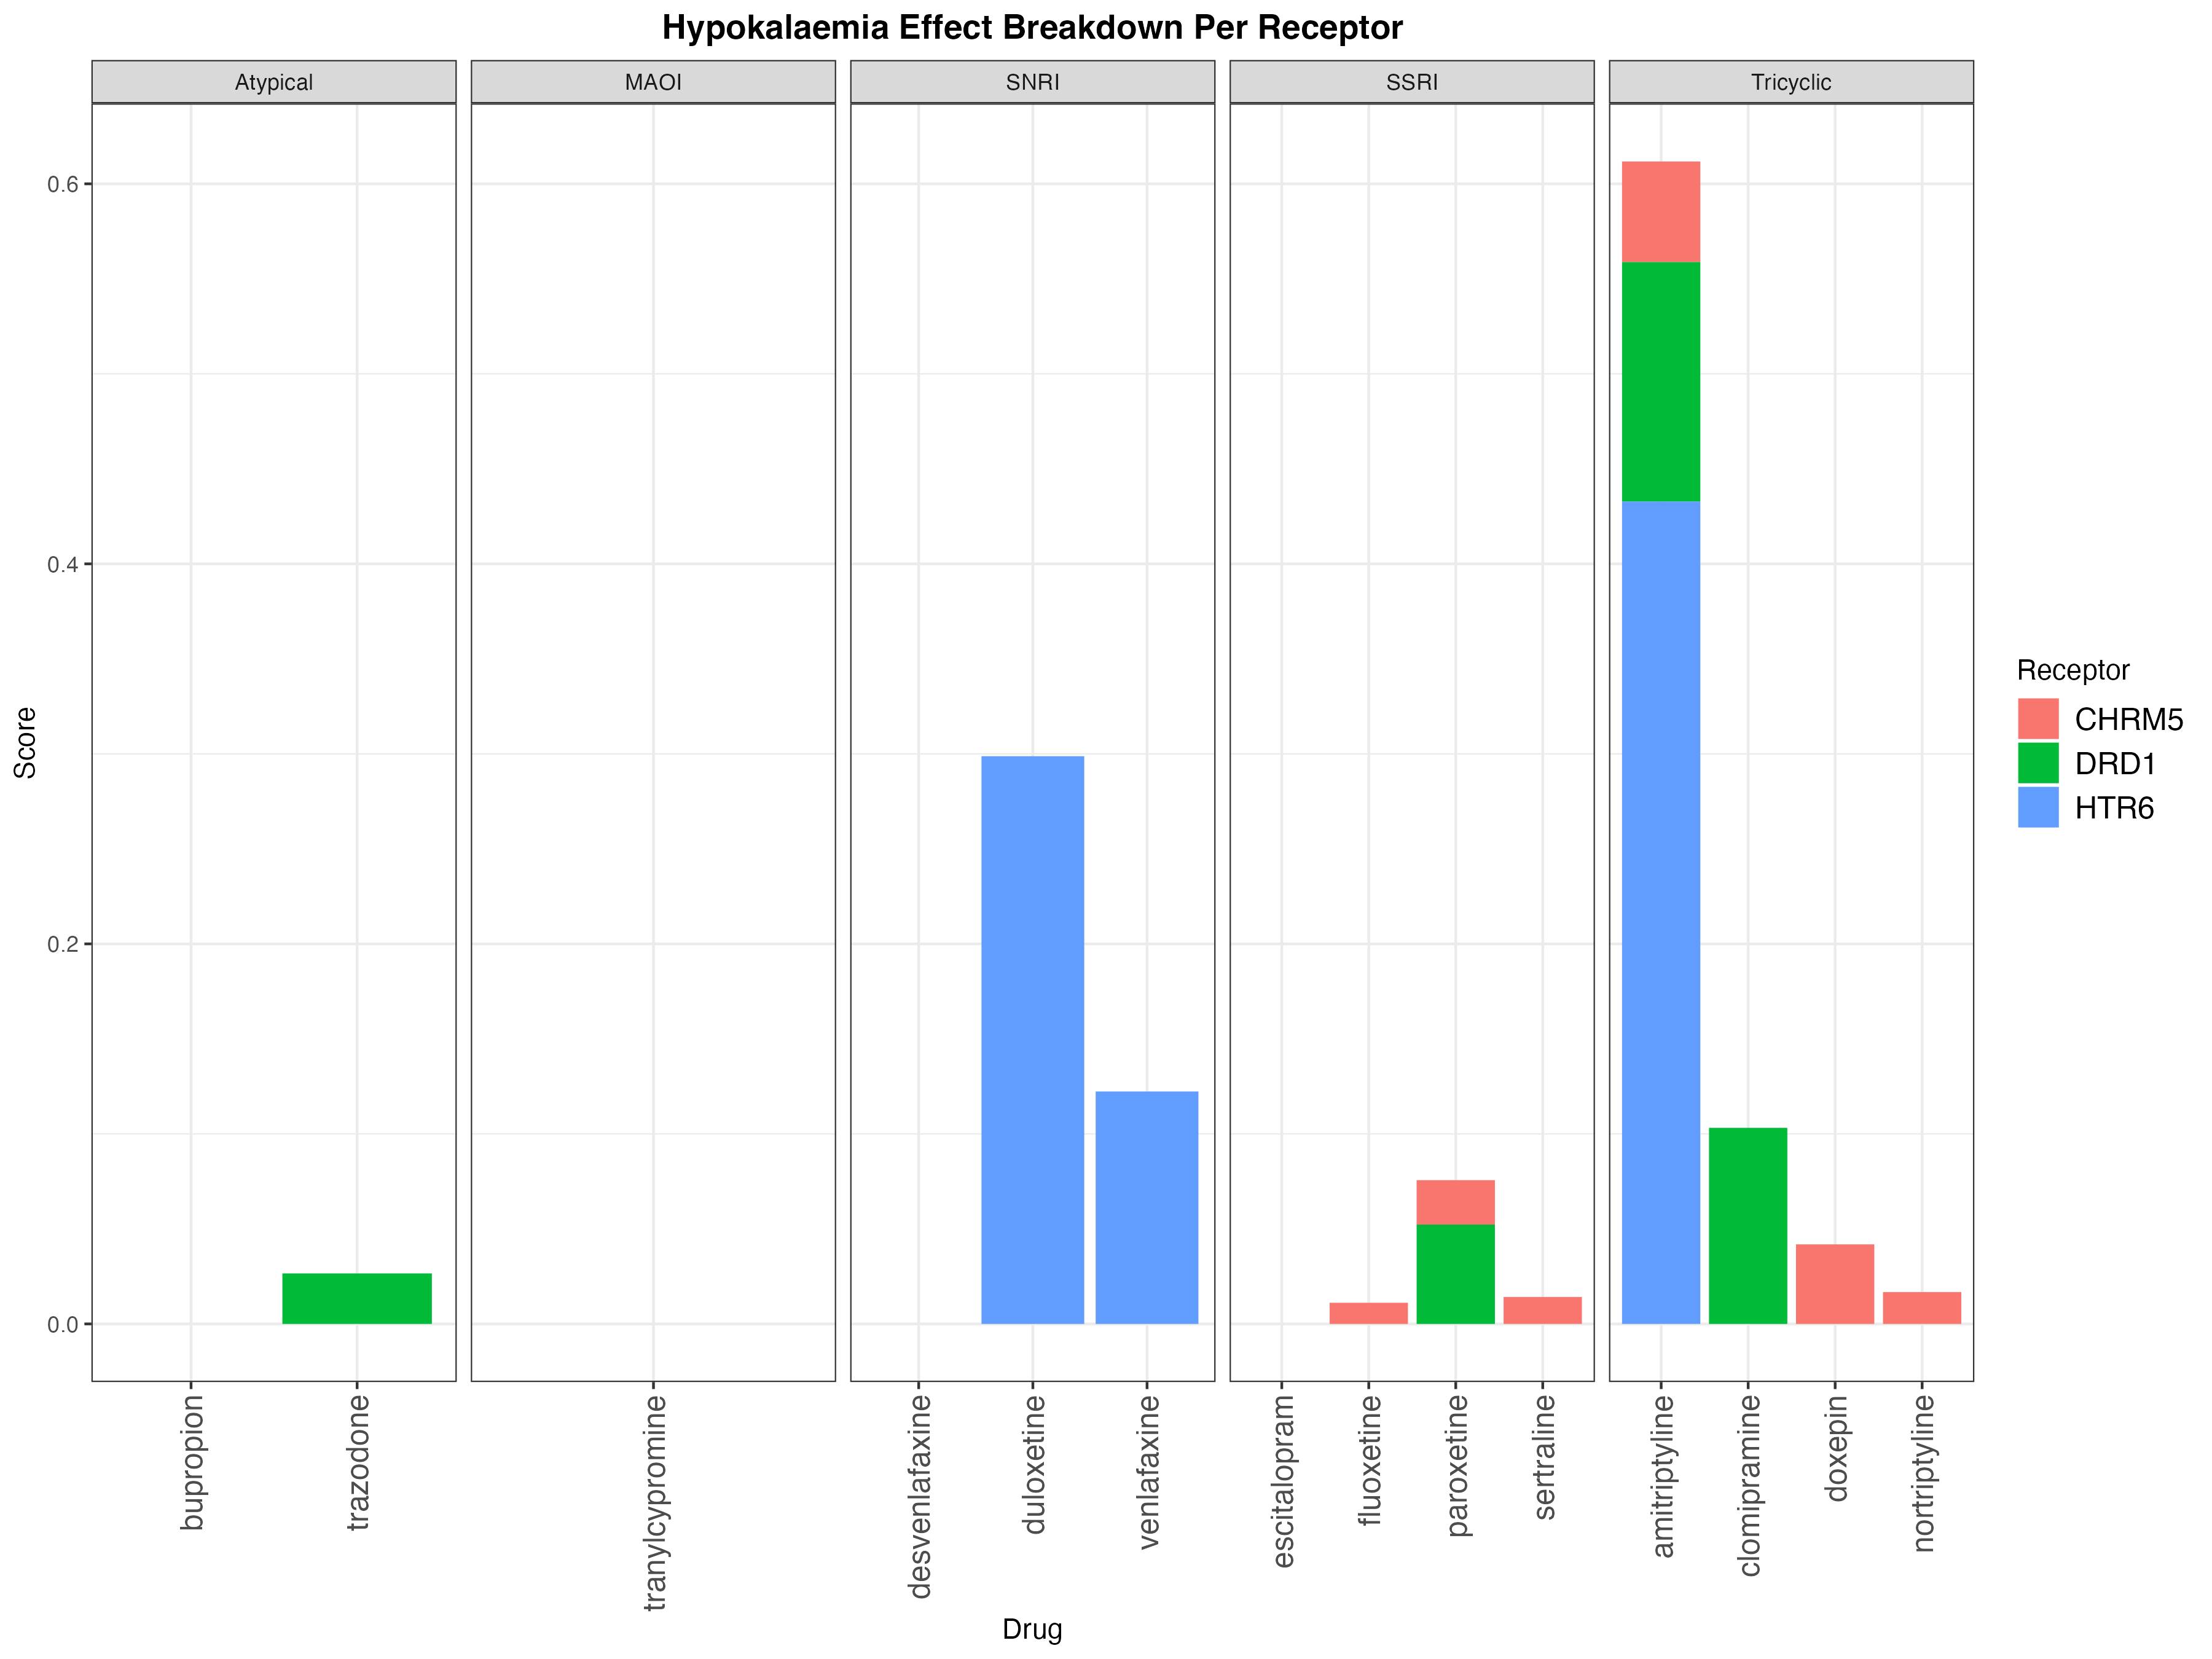 Hypokalaemia Effect Breakdown Per Receptor
Atypical
MAOI
SNRI
SSRI
Tricyclic
0.6
0.4
0.2
0.0
Score
bupropion
trazodone
tranylcypromine
desvenlafaxine
duloxetine
venlafaxine
escitalopram
fluoxetine
paroxetine
sertraline
amitriptyline
clomipramine
doxepin
nortriptyline
Drug
Receptor
CHRM5
DRD1
HTR6